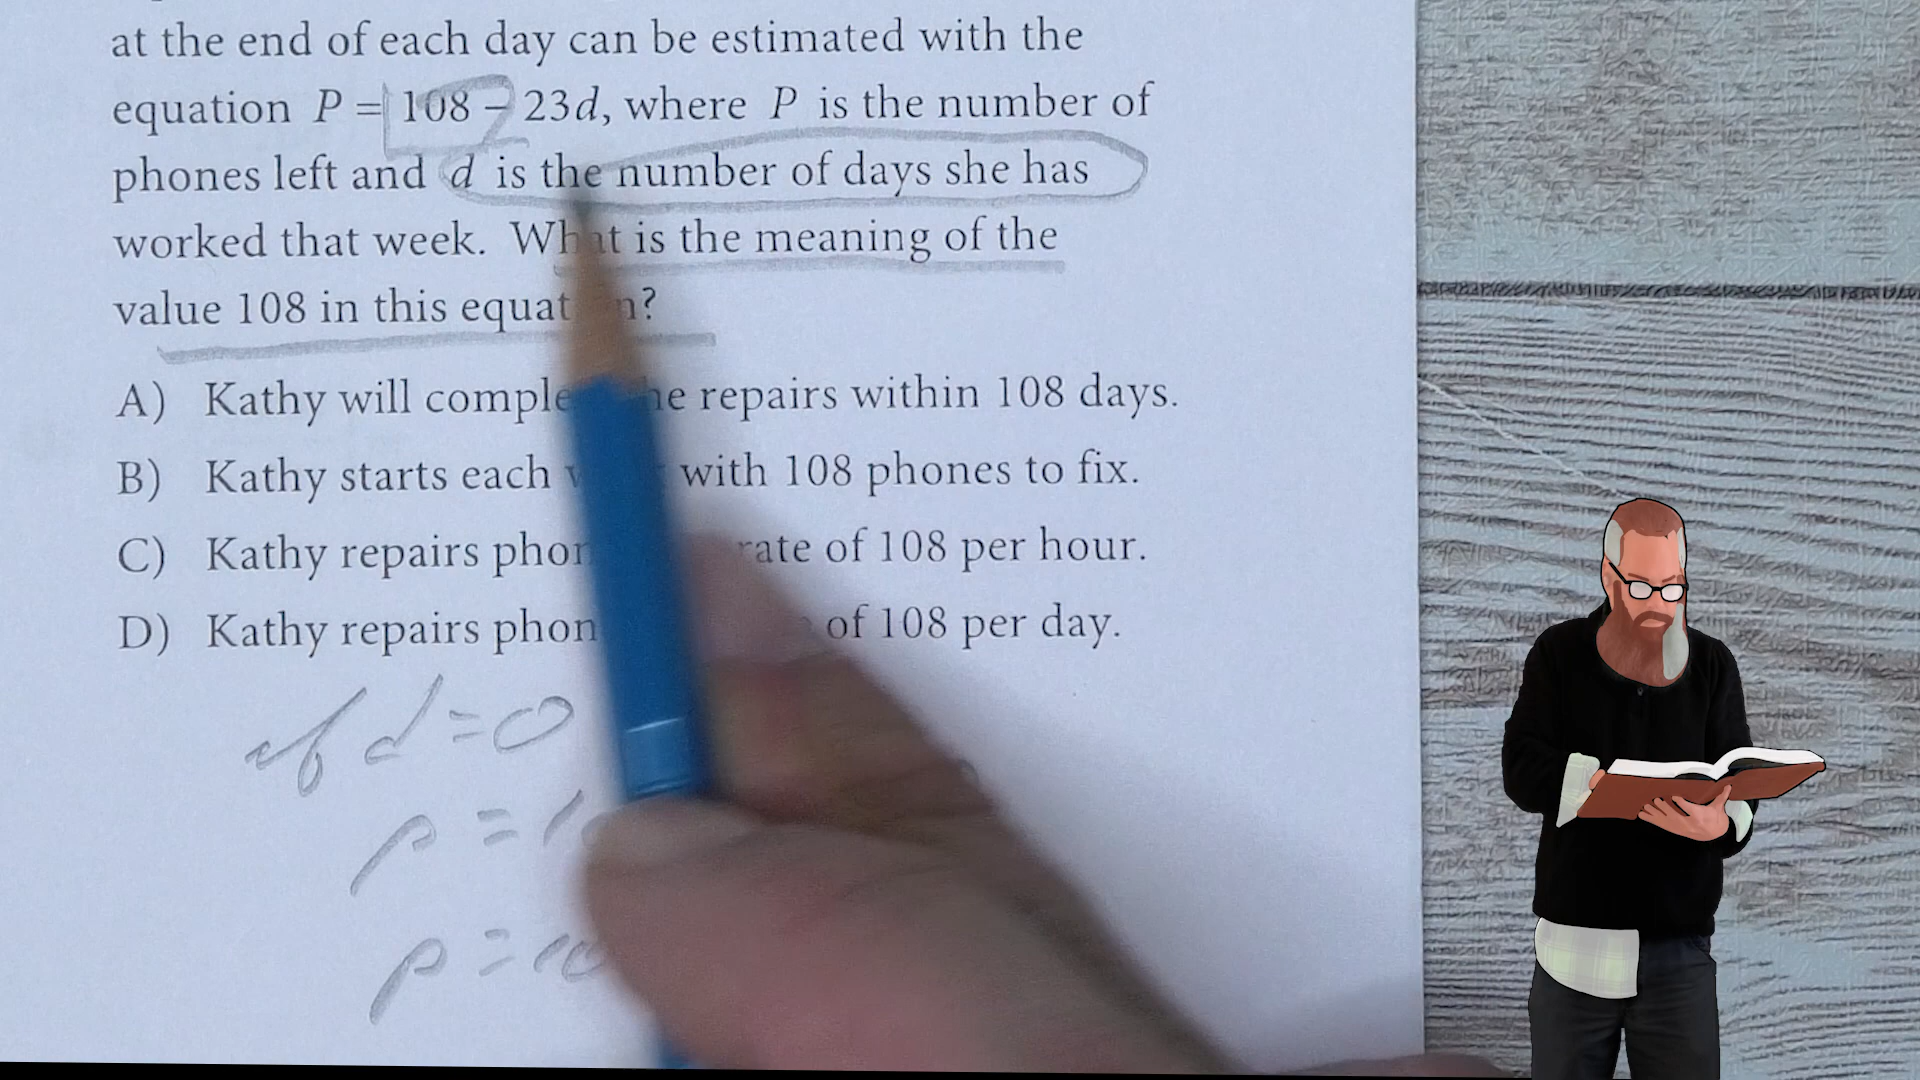 at the end of each day can be estimated with the
equation P = 108 – 23d, where P is the number of
phones left and d is the number of days she has
worked that week. What is the meaning of the
value 108 in this equat n?
A) Kathy will comple he repairs within 108 days.
B) Kathy starts each with 108 phones to fix.
C) Kathy repairs phon rate of 108 per hour.
D) Kathy repairs phon of 108 per day.
if d = 0
P = 1
P = 10